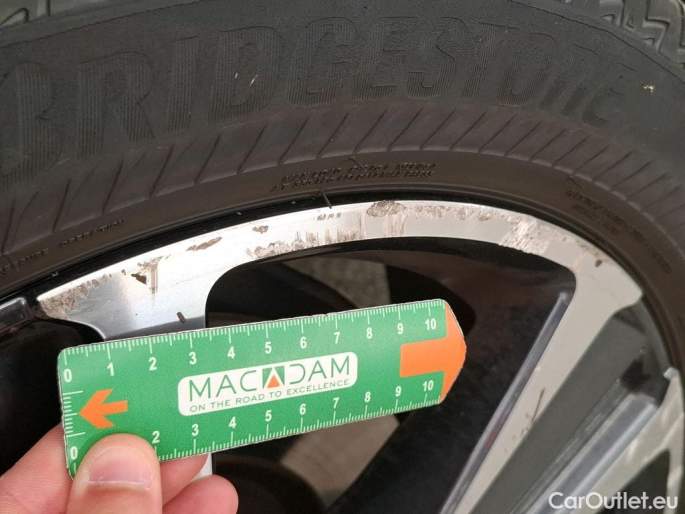 BRIDGESTONE
0 1 2 3 4 5 6 7 8 9 10
MACADAM
ON THE ROAD TO EXCELLENCE
0 2 3 4 5 6 7 8 9 10
CarOutlet.eu